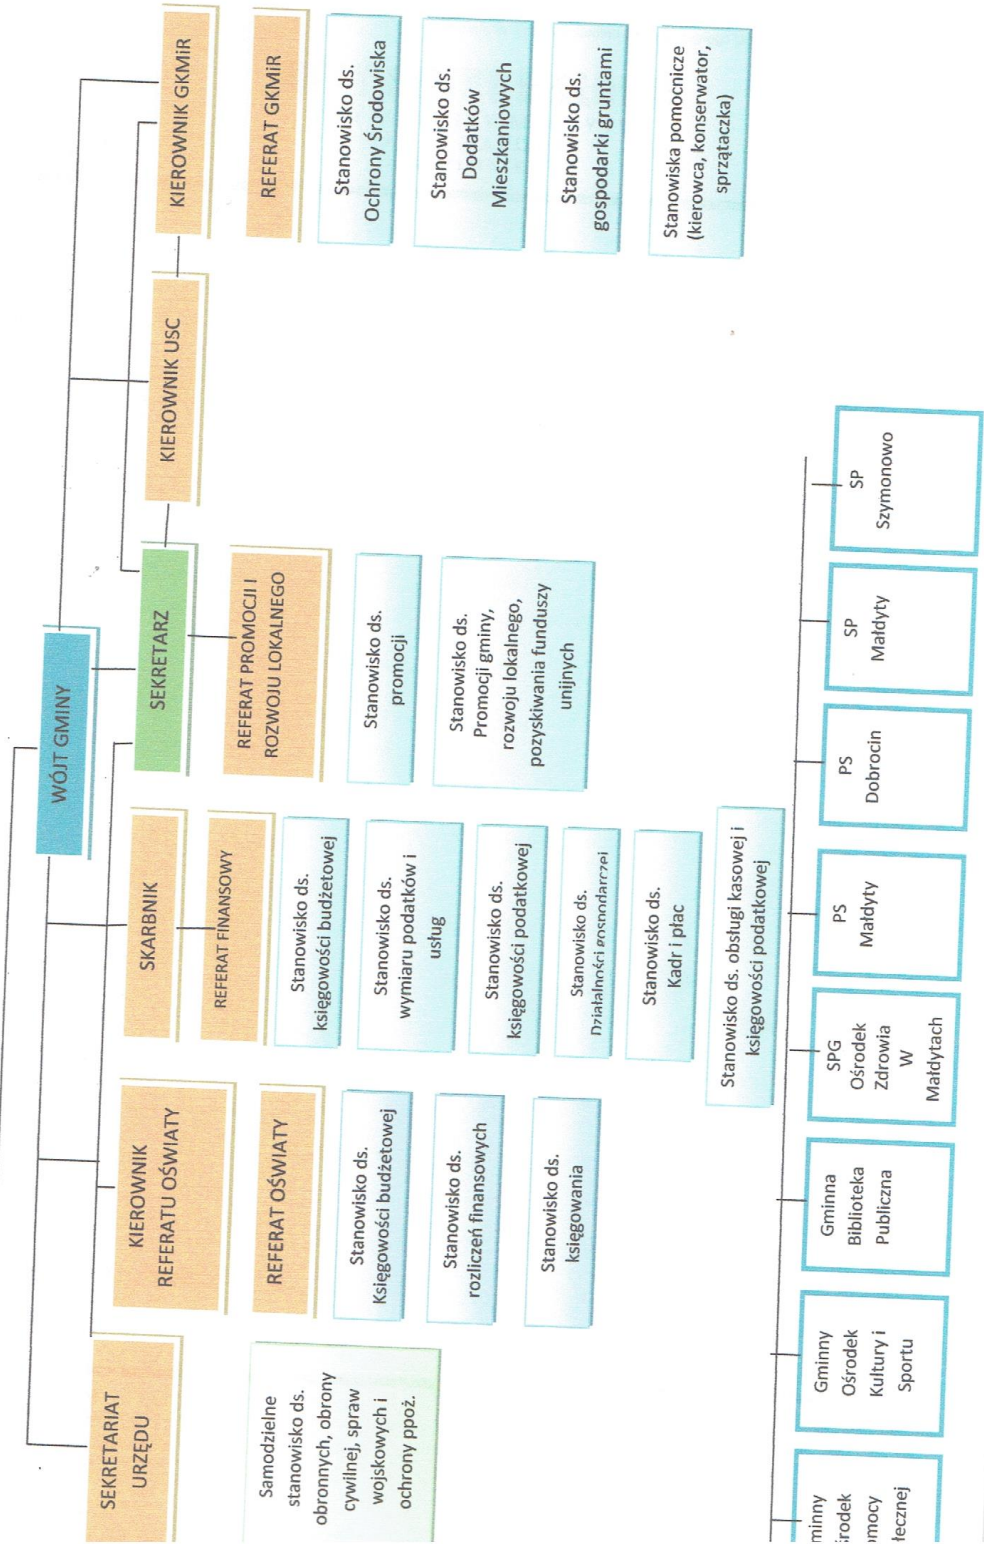 WÓJT GMINY
SEKRETARIAT
URZĘDU
KIEROWNIK
REFERATU OŚWIATY
SKARBNIK
SEKRETARZ
KIEROWNIK USC
KIEROWNIK GKMiR
Samodzielne
stanowisko ds.
obronnych, obrony
cywilnej, spraw
wojskowych i
ochrony ppoż.
REFERAT OŚWIATY
Stanowisko ds.
Księgowości budżetowej
Stanowisko ds.
rozliczeń finansowych
Stanowisko ds.
księgowania
REFERAT FINANSOWY
Stanowisko ds.
księgowości budżetowej
Stanowisko ds.
wymiaru podatków i
usług
Stanowisko ds.
księgowości podatkowej
Stanowisko ds.
Działalności gospodarczej
Stanowisko ds.
Kadr i płac
Stanowisko ds. obsługi kasowej i
księgowości podatkowej
REFERAT PROMOCJI I
ROZWOJU LOKALNEGO
Stanowisko ds.
promocji
Stanowisko ds.
Promocji gminy,
rozwoju lokalnego,
pozyskiwania funduszy
unijnych
REFERAT GKMiR
Stanowisko ds.
Ochrony Środowiska
Stanowisko ds.
Dodatków
Mieszkaniowych
Stanowisko ds.
gospodarki gruntami
Stanowiska pomocnicze
(kierowca, konserwator,
sprzątaczka)
minny
środek
omocy
łecznej
Gminny
Ośrodek
Kultury i
Sportu
Gminna
Biblioteka
Publiczna
SPG
Ośrodek
Zdrowia
W
Małdytach
PS
Małdyty
PS
Dobrocin
SP
Małdyty
SP
Szymonowo